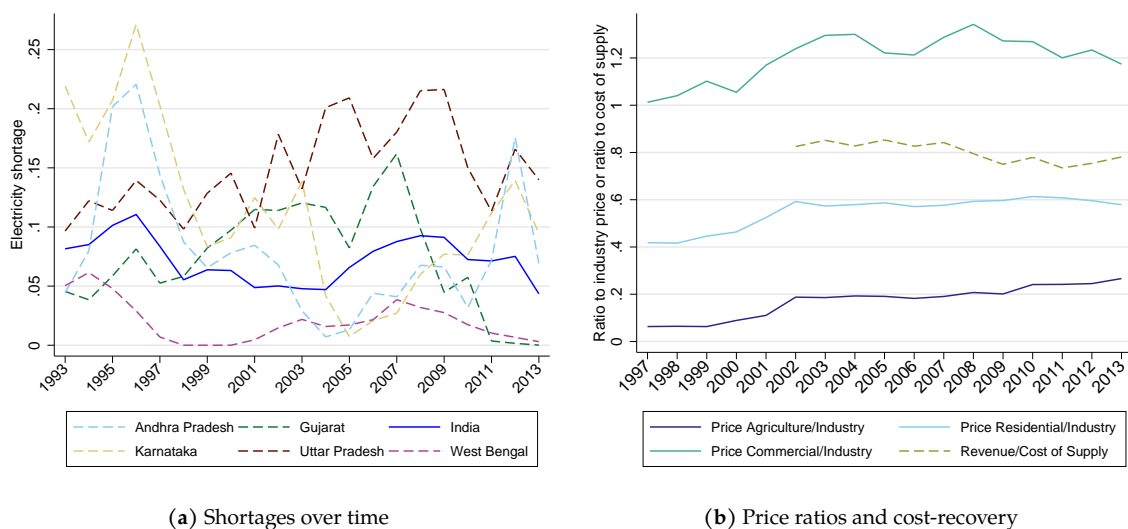 Electricity shortage
.25
.2
.15
.1
.05
0
1993
1995
1997
1999
2001
2003
2005
2007
2009
2011
2013
Andhra Pradesh
Gujarat
India
Karnataka
Uttar Pradesh
West Bengal
(a) Shortages over time
Ratio to industry price or ratio to cost of supply
1.2
1
.8
.6
.4
.2
0
1997
1998
1999
2000
2001
2002
2003
2004
2005
2006
2007
2008
2009
2010
2011
2012
2013
Price Agriculture/Industry
Price Residential/Industry
Price Commercial/Industry
Revenue/Cost of Supply
(b) Price ratios and cost-recovery